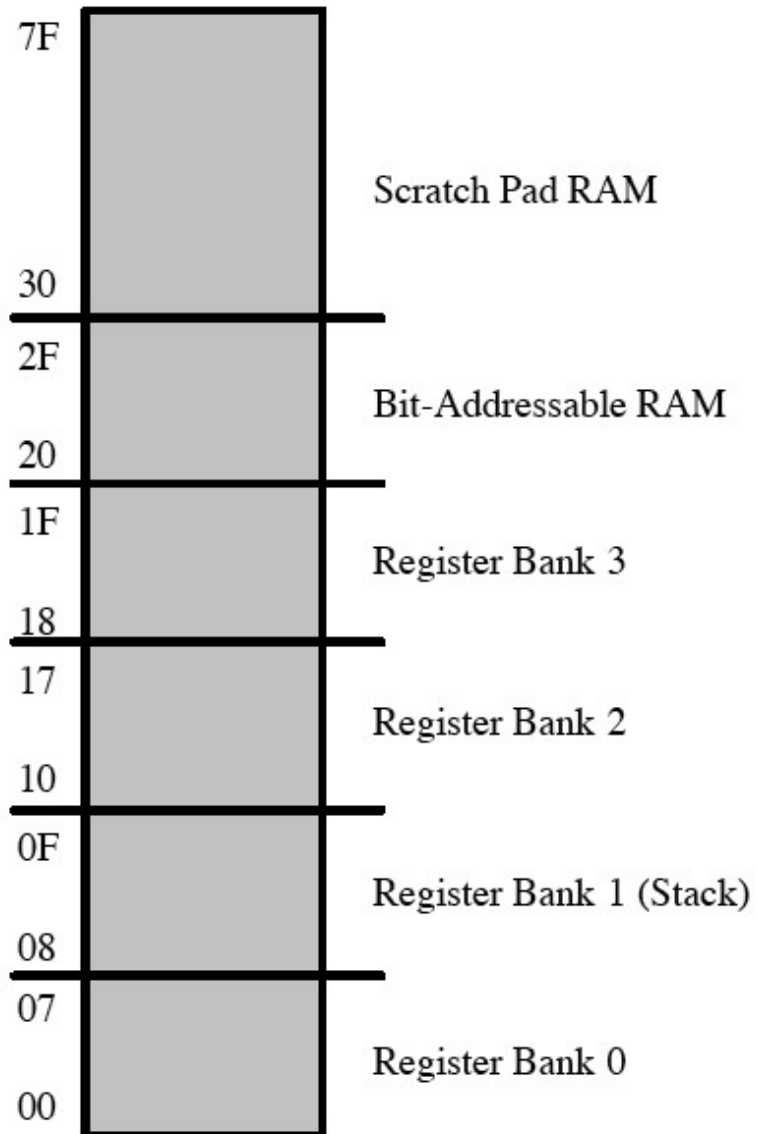 7F
Scratch Pad RAM
30
2F
Bit-Addressable RAM
20
1F
Register Bank 3
18
17
Register Bank 2
10
0F
Register Bank 1 (Stack)
08
07
Register Bank 0
00